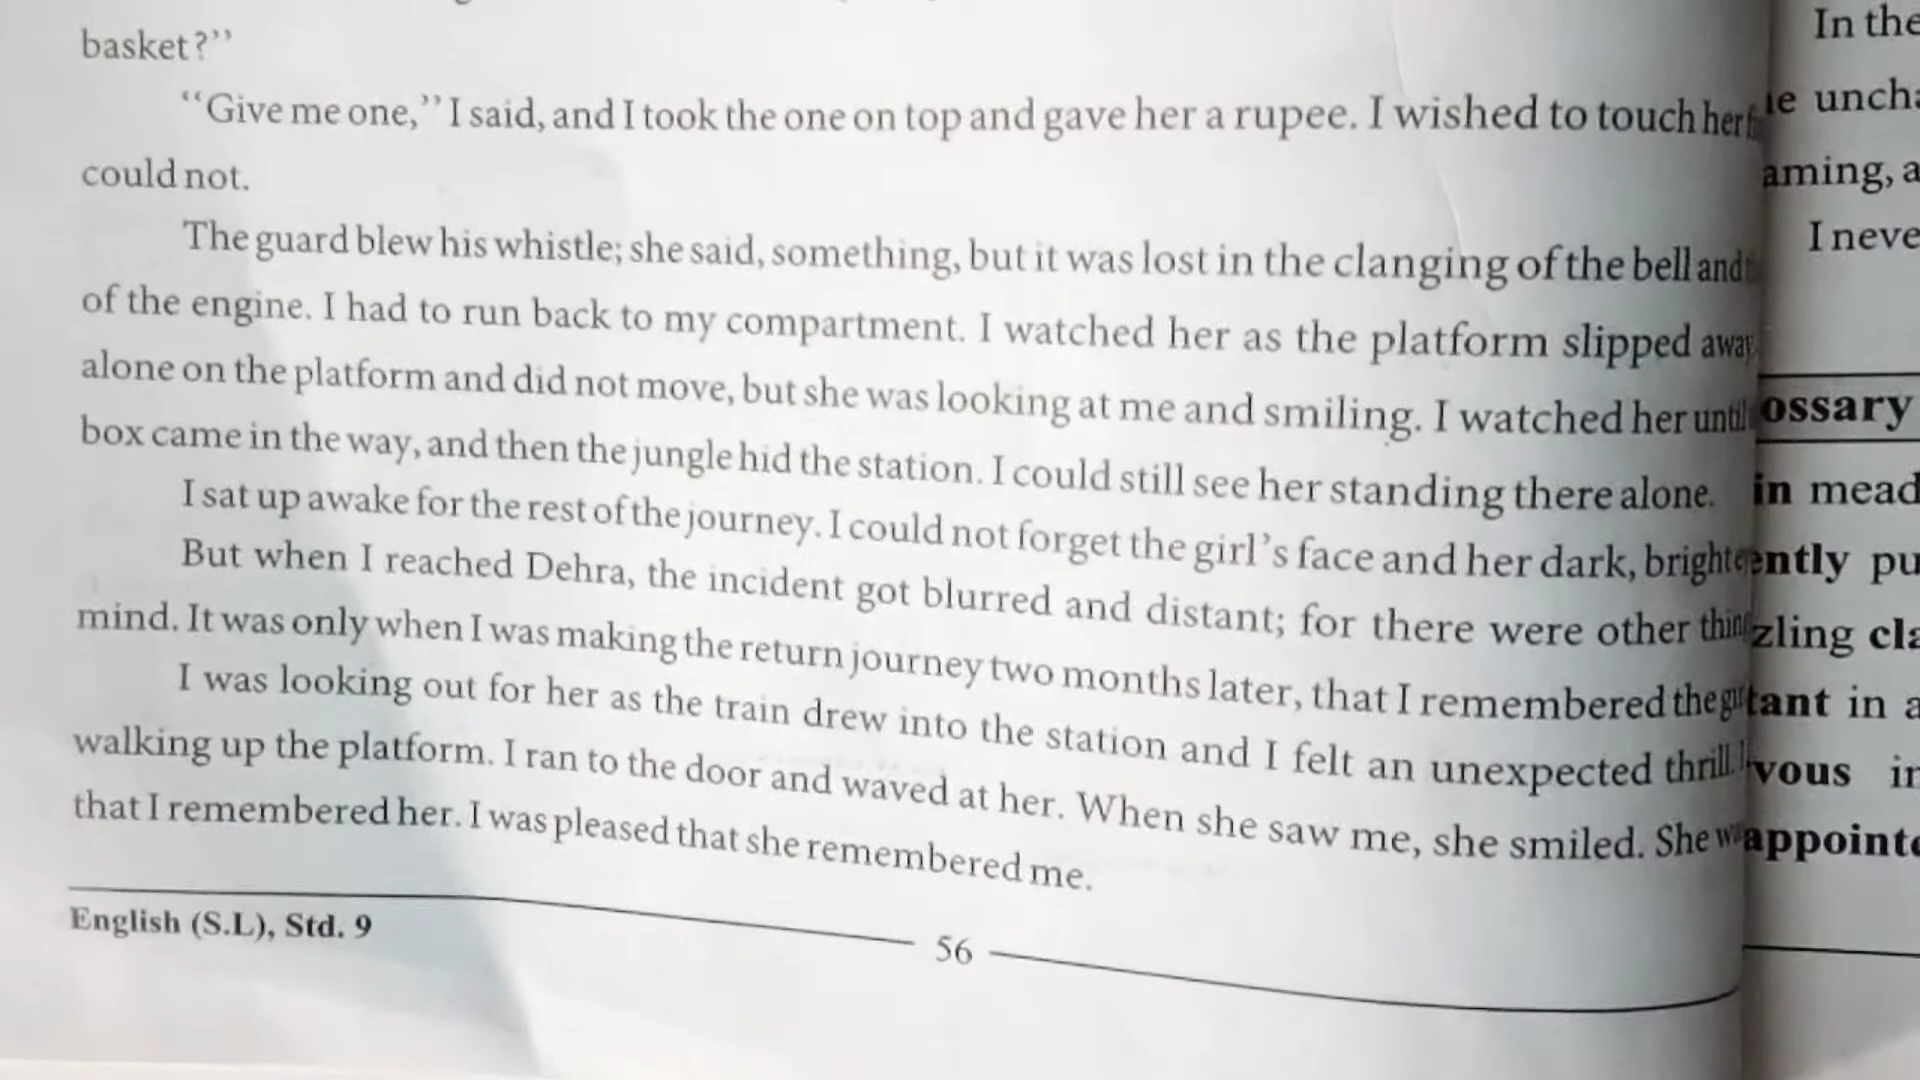 basket?”
“Give me one,” I said, and I took the one on top and gave her a rupee. I wished to touch her
could not.
The guard blew his whistle; she said, something, but it was lost in the clanging of the bell and
of the engine. I had to run back to my compartment. I watched her as the platform slipped away
alone on the platform and did not move, but she was looking at me and smiling. I watched her until
box came in the way, and then the jungle hid the station. I could still see her standing there alone.
I sat up awake for the rest of the journey. I could not forget the girl’s face and her dark, bright
But when I reached Dehra, the incident got blurred and distant; for there were other
mind. It was only when I was making the return journey two months later, that I remembered the
I was looking out for her as the train drew into the station and I felt an unexpected thrill
walking up the platform. I ran to the door and waved at her. When she saw me, she smiled. She
that I remembered her. I was pleased that she remembered me.
English (S.L), Std. 9
56
In the
aming, a
I neve
ossary
in mead
ently pu
zling cla
tant in a
vous in
appointe